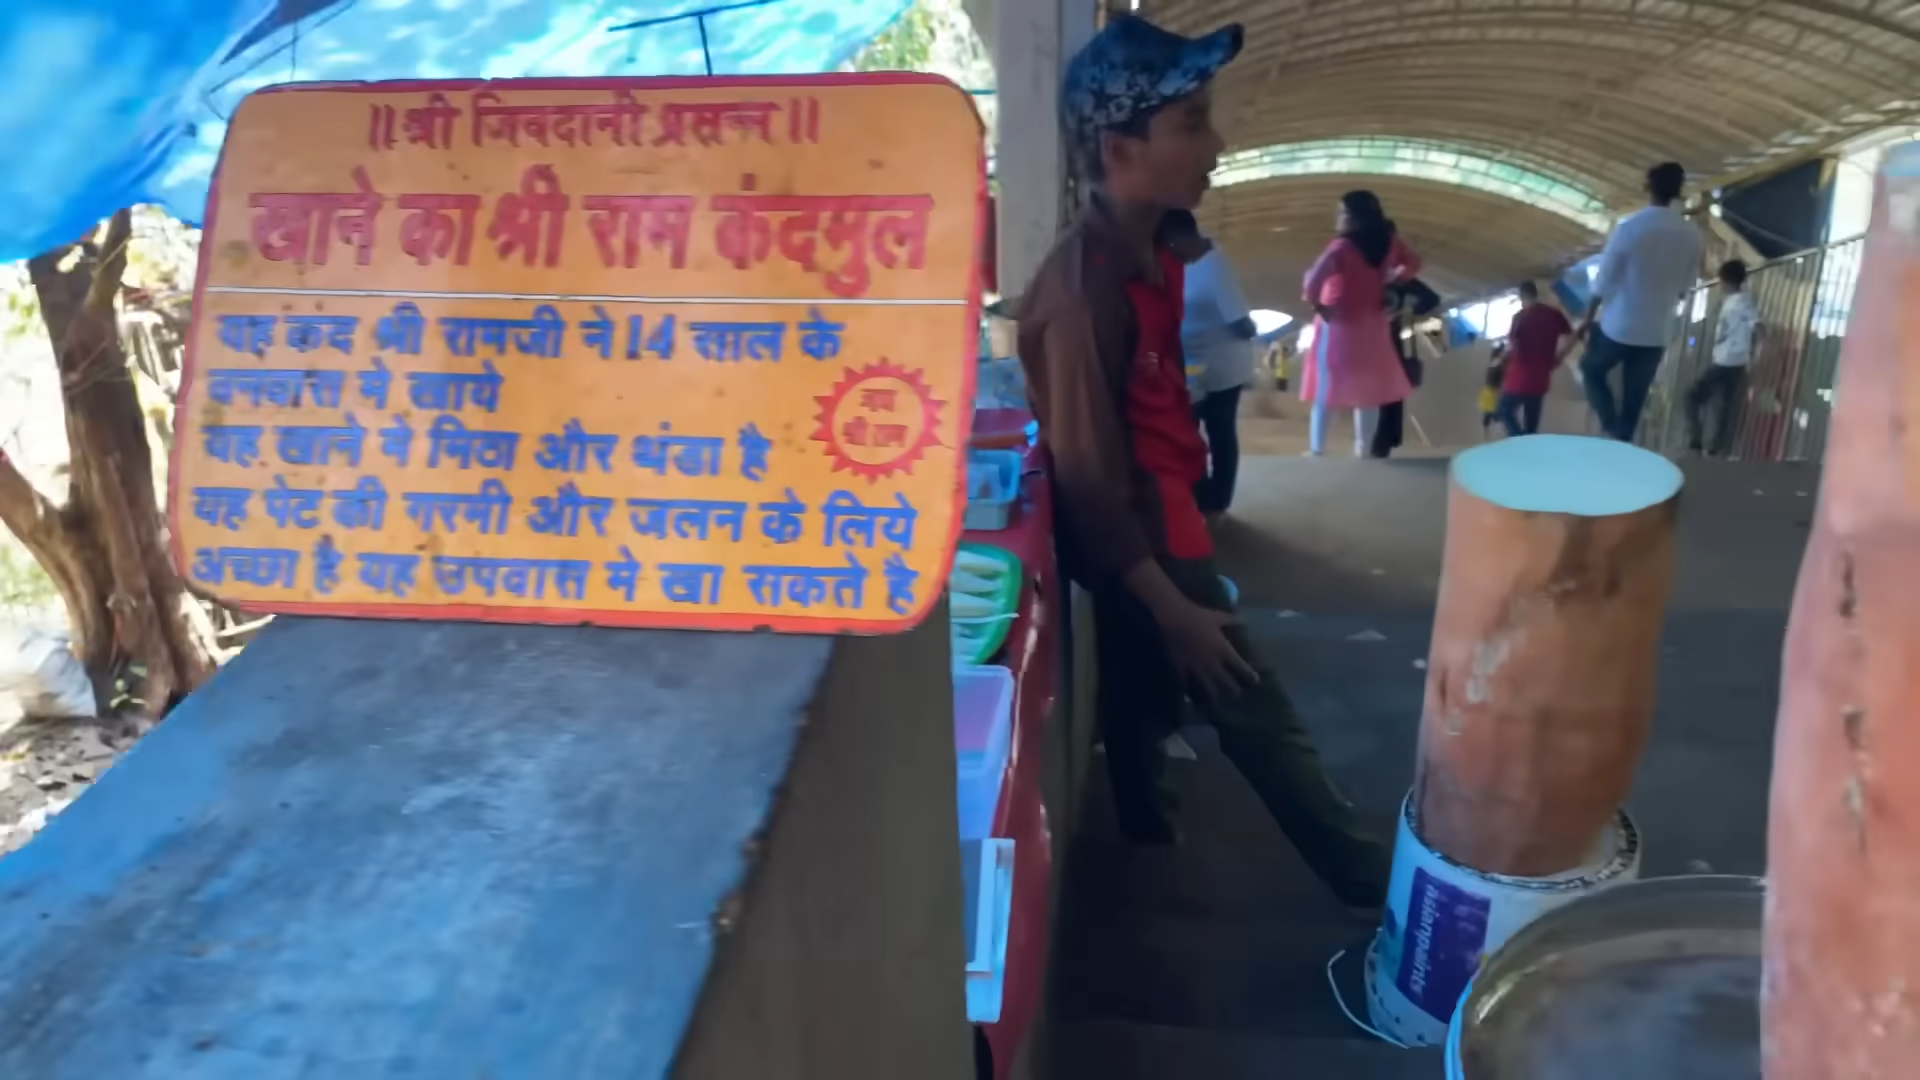 ॥ श्री जिवदानी प्रसन्न ॥
खाने का श्री राम कंदमुल
यह कंद श्री रामजी ने 14 साल के
वनवास मे खाये
यह खाने मे मिठा और थंडा है
जय
श्री राम
यह पेट की गरमी और जलन के लिये
अच्छा है यह उपवास मे खा सकते है
asianpaints